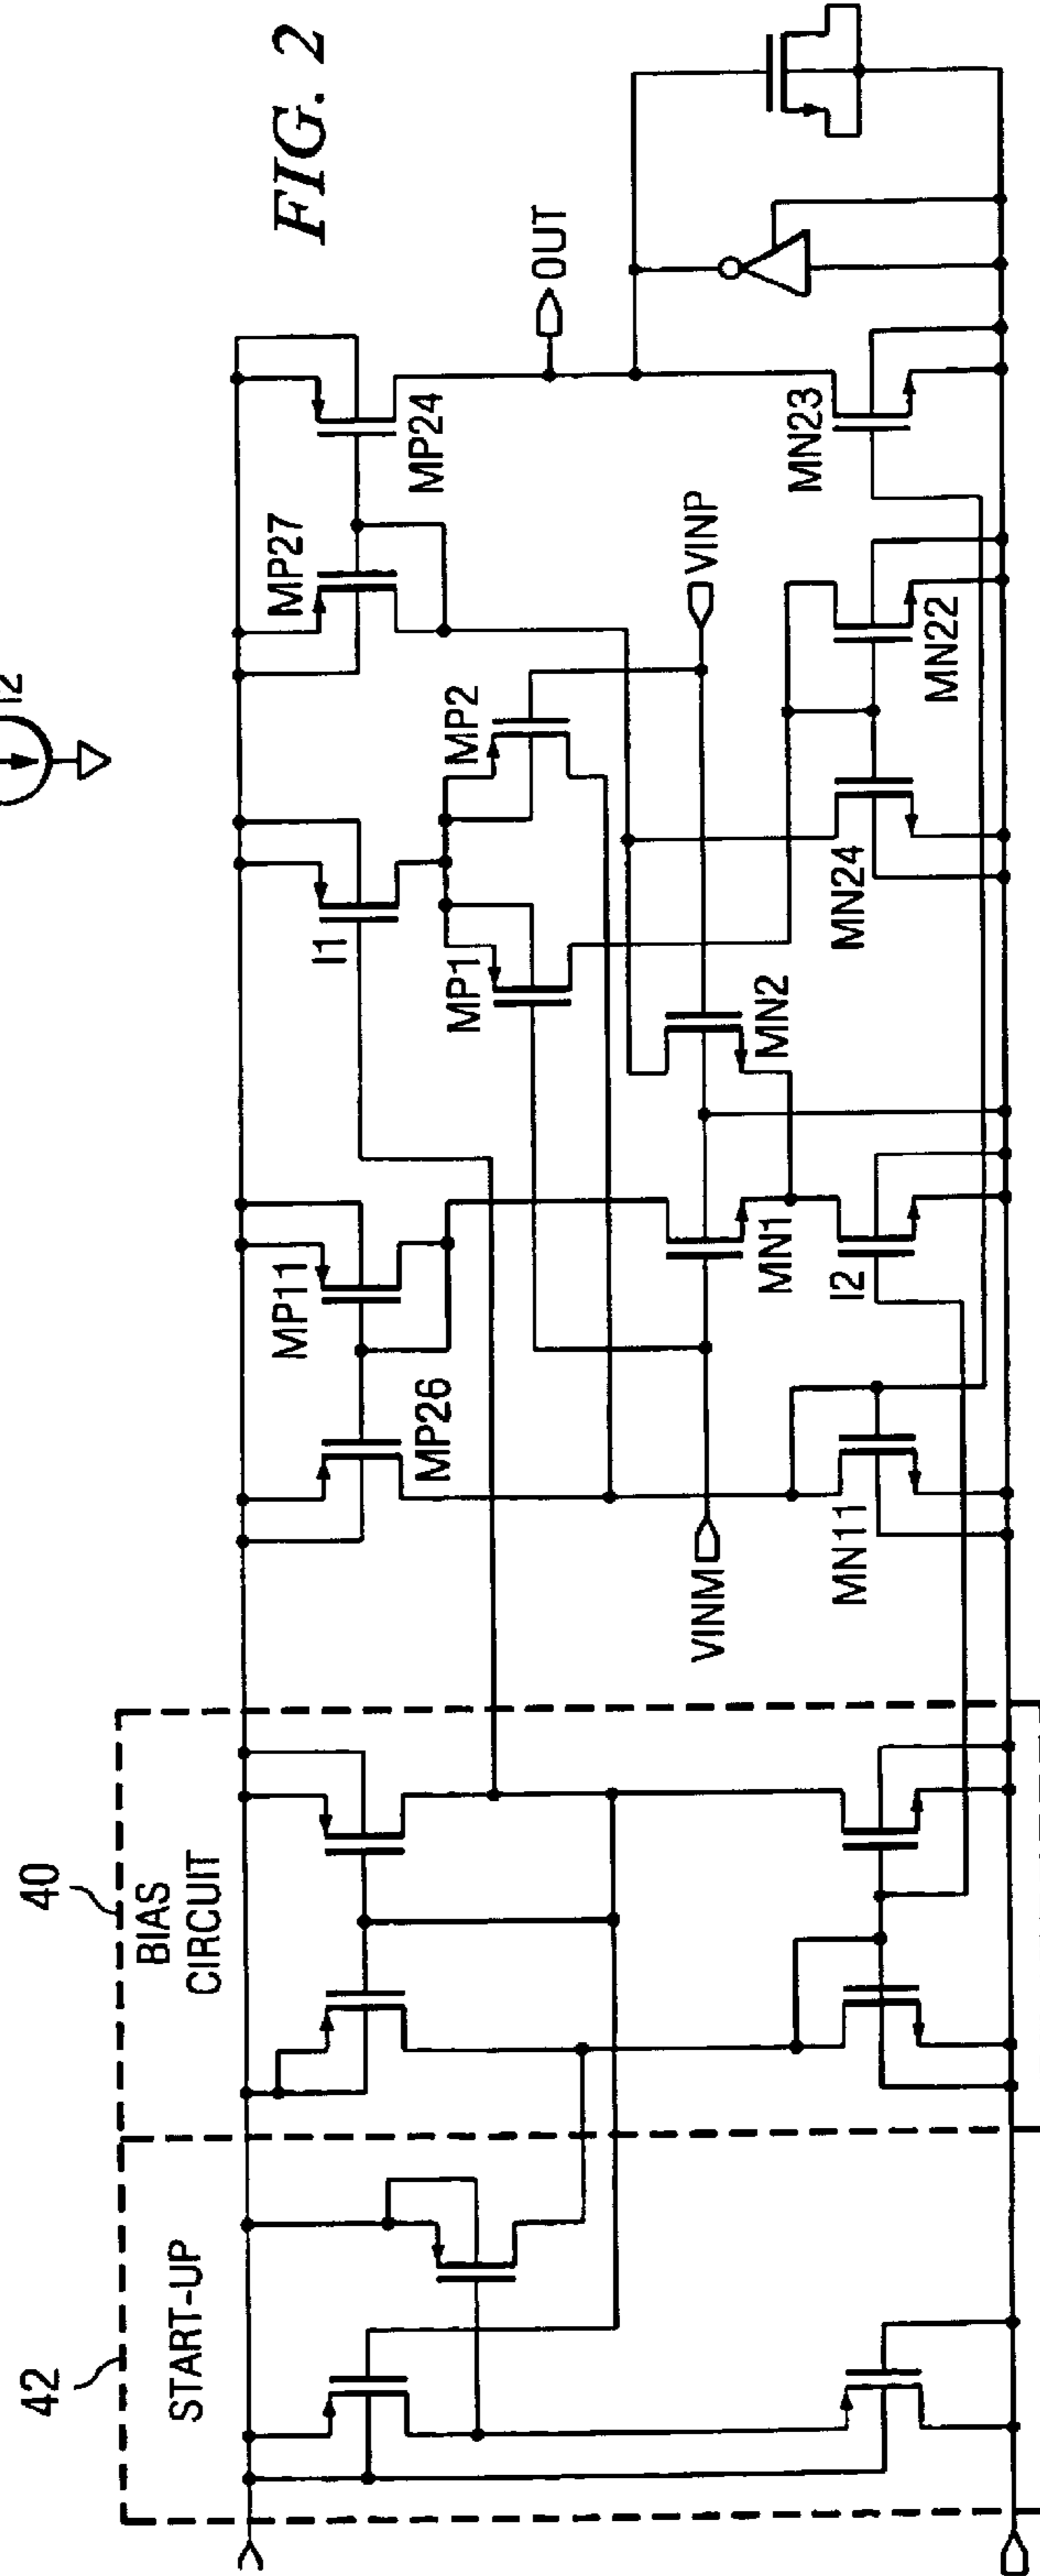 I2
FIG. 2
42
START-UP
40
BIAS
CIRCUIT
MP26
MP11
I1
MP27
MP24
MP1
MP2
OUT
VINM
VINP
MN1
MN2
MN11
I2
MN24
MN22
MN23